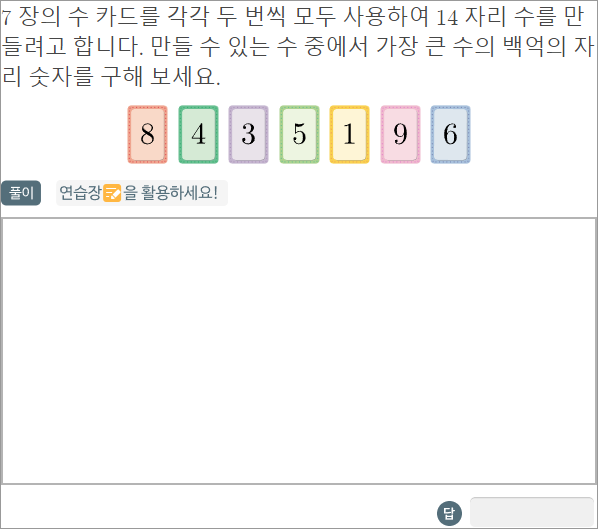 7 장의 수 카드를 각각 두 번씩 모두 사용하여 14 자리 수를 만
들려고 합니다. 만들 수 있는 수 중에서 가장 큰 수의 백억의 자
리 숫자를 구해 보세요.
8 4 3 5 1 9 6
풀이 연습장📝을 활용하세요!
답